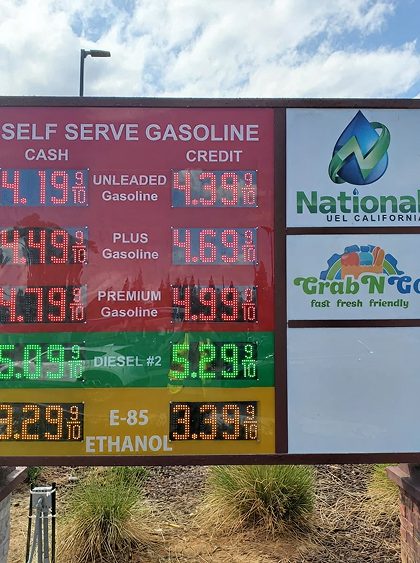 SELF SERVE GASOLINE
CASH CREDIT
4.19 9/10 UNLEADED Gasoline 4.39 9/10
4.49 9/10 PLUS Gasoline 4.69 9/10
4.79 9/10 PREMIUM Gasoline 4.99 9/10
5.09 9/10 DIESEL #2 5.29 9/10
3.29 9/10 E-85 ETHANOL 3.39 9/10
National
UEL CALIFORNIA
Grab N GO
fast fresh friendly